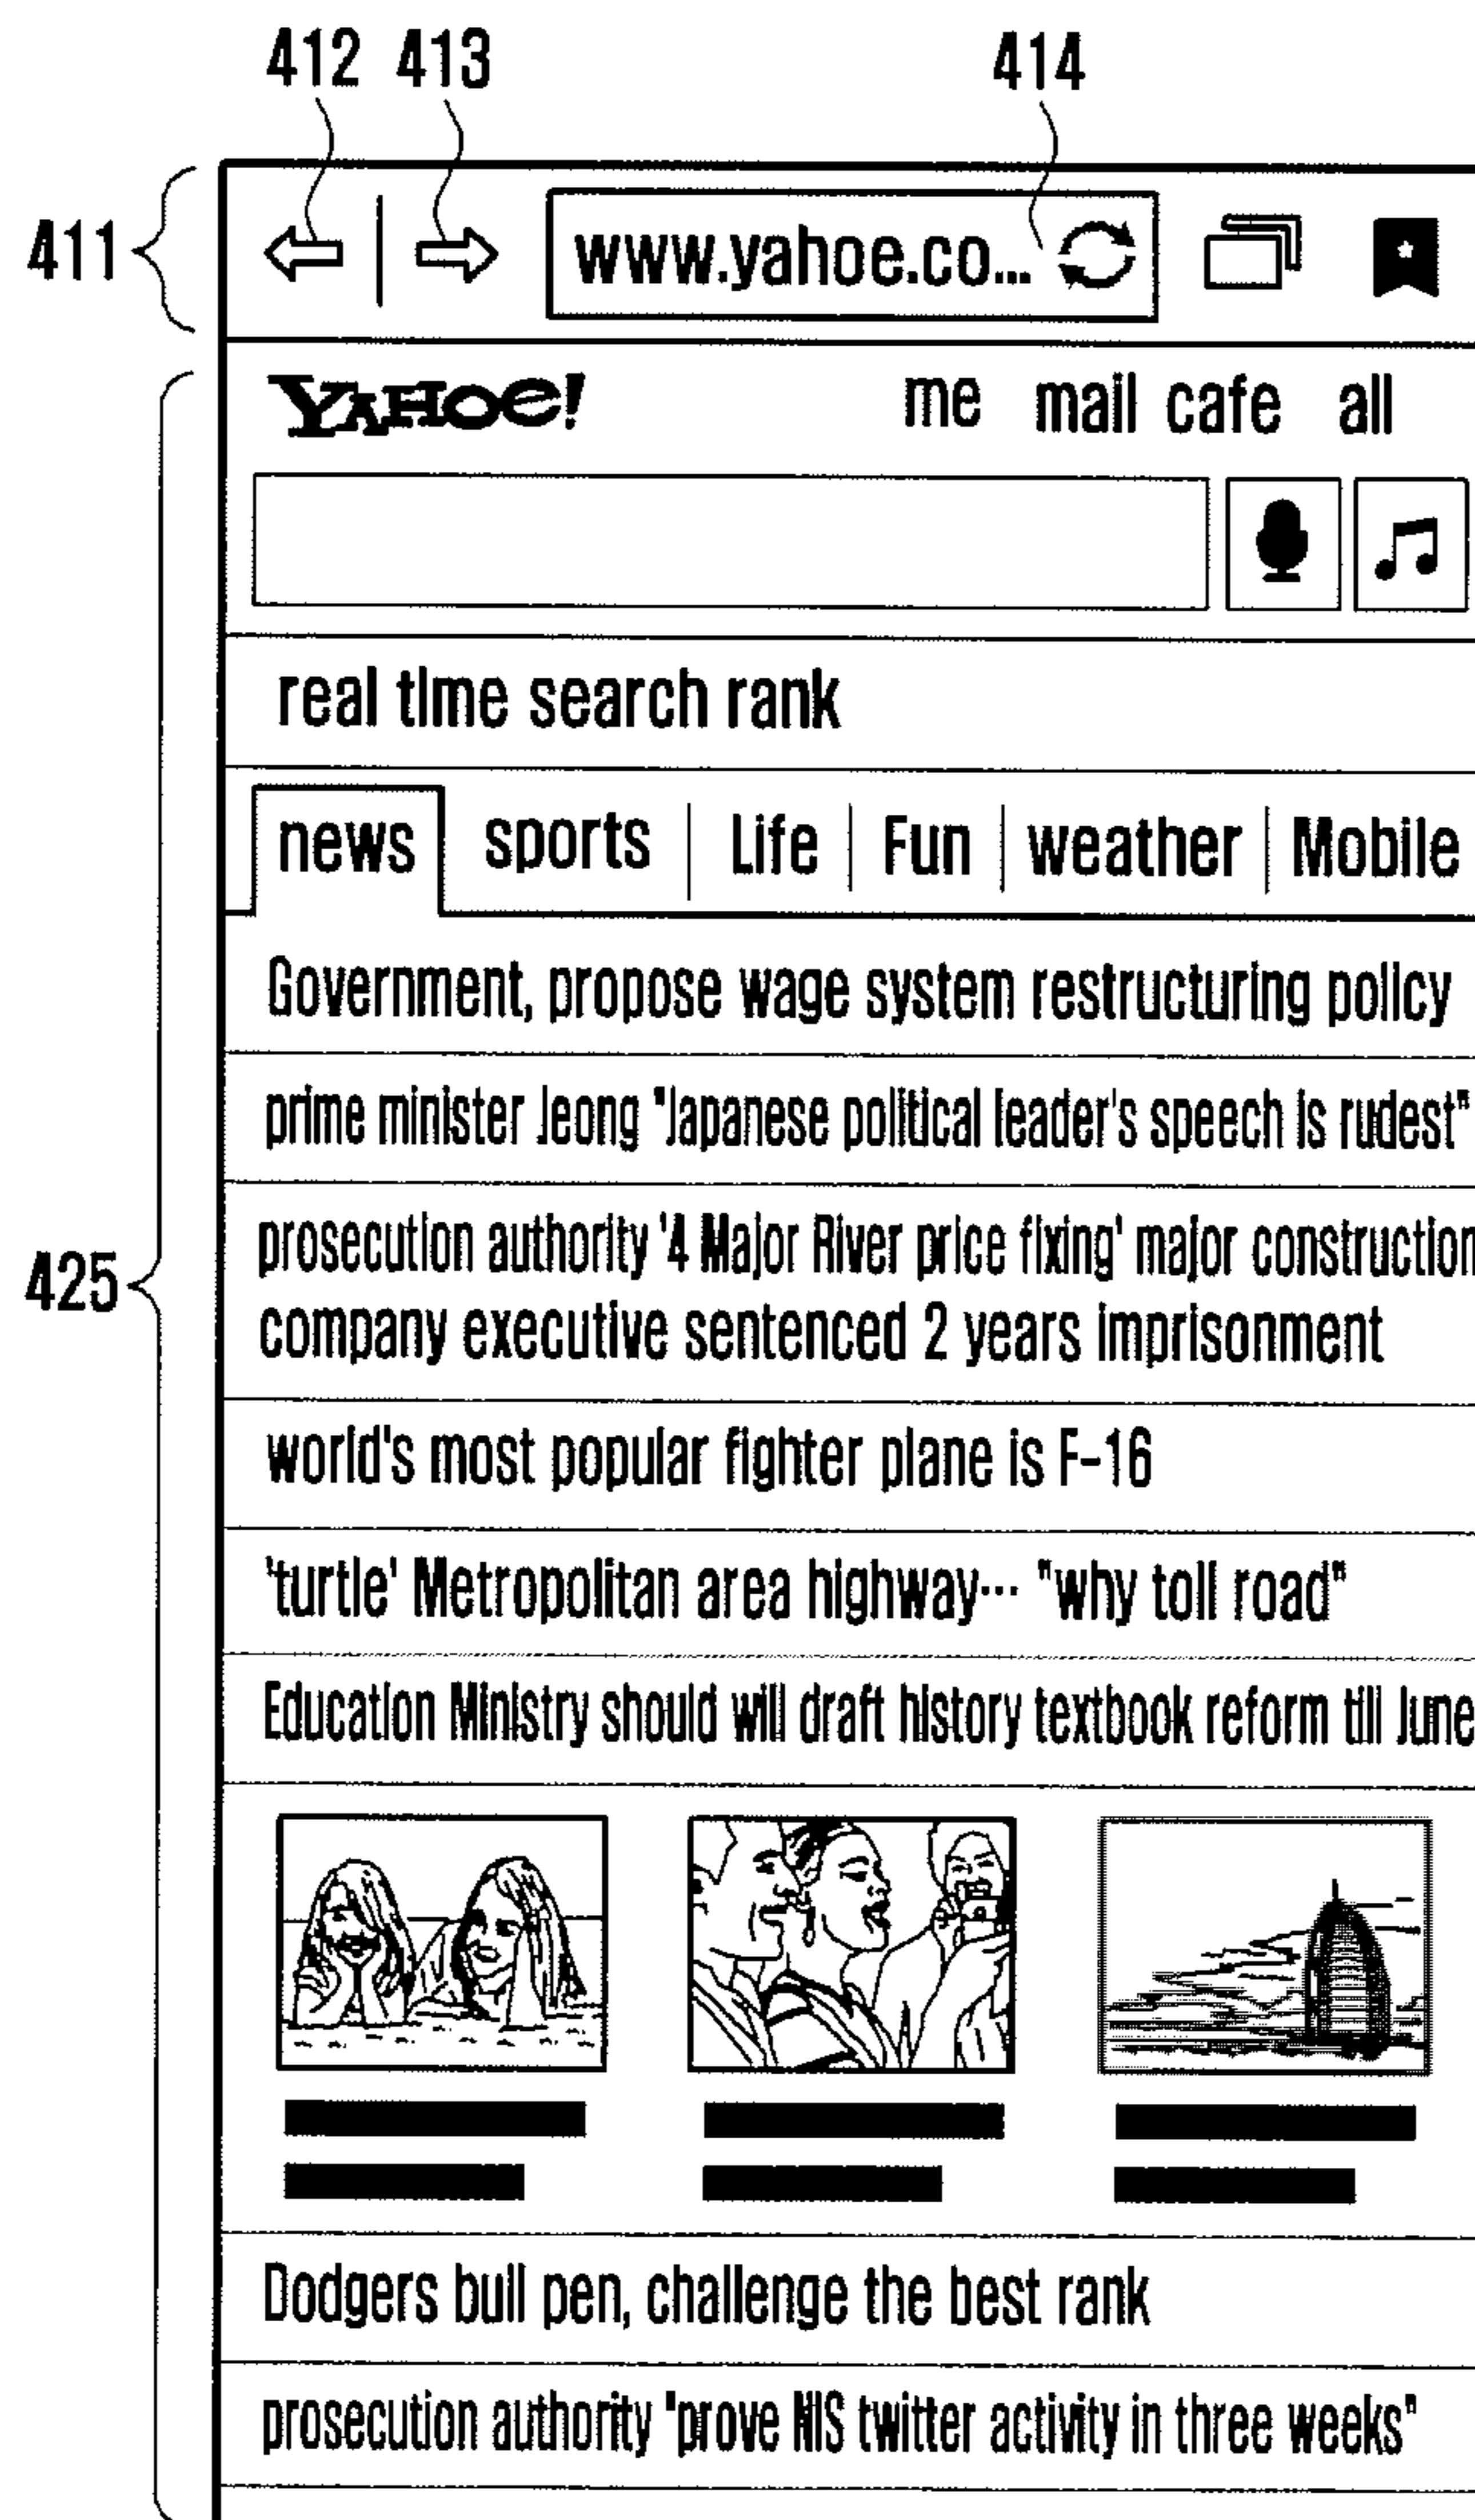 412 413 414
411
www.yahoe.co...
YAHOE! me mail cafe all
real tIme search rank
news sports Life Fun weather Mobile
Government, propose wage system restructuring policy
prime minister Jeong "Japanese political leader's speech is rudest"
prosecution authority '4 Major River price fixing' major construction
company executive sentenced 2 years imprisonment
425
world's most popular fighter plane is F-16
'turtle' Metropolitan area highway··· "why toll road"
Education Ministry should will draft history textbook reform till June
Dodgers bull pen, challenge the best rank
prosecution authority "prove NIS twitter activity in three weeks"